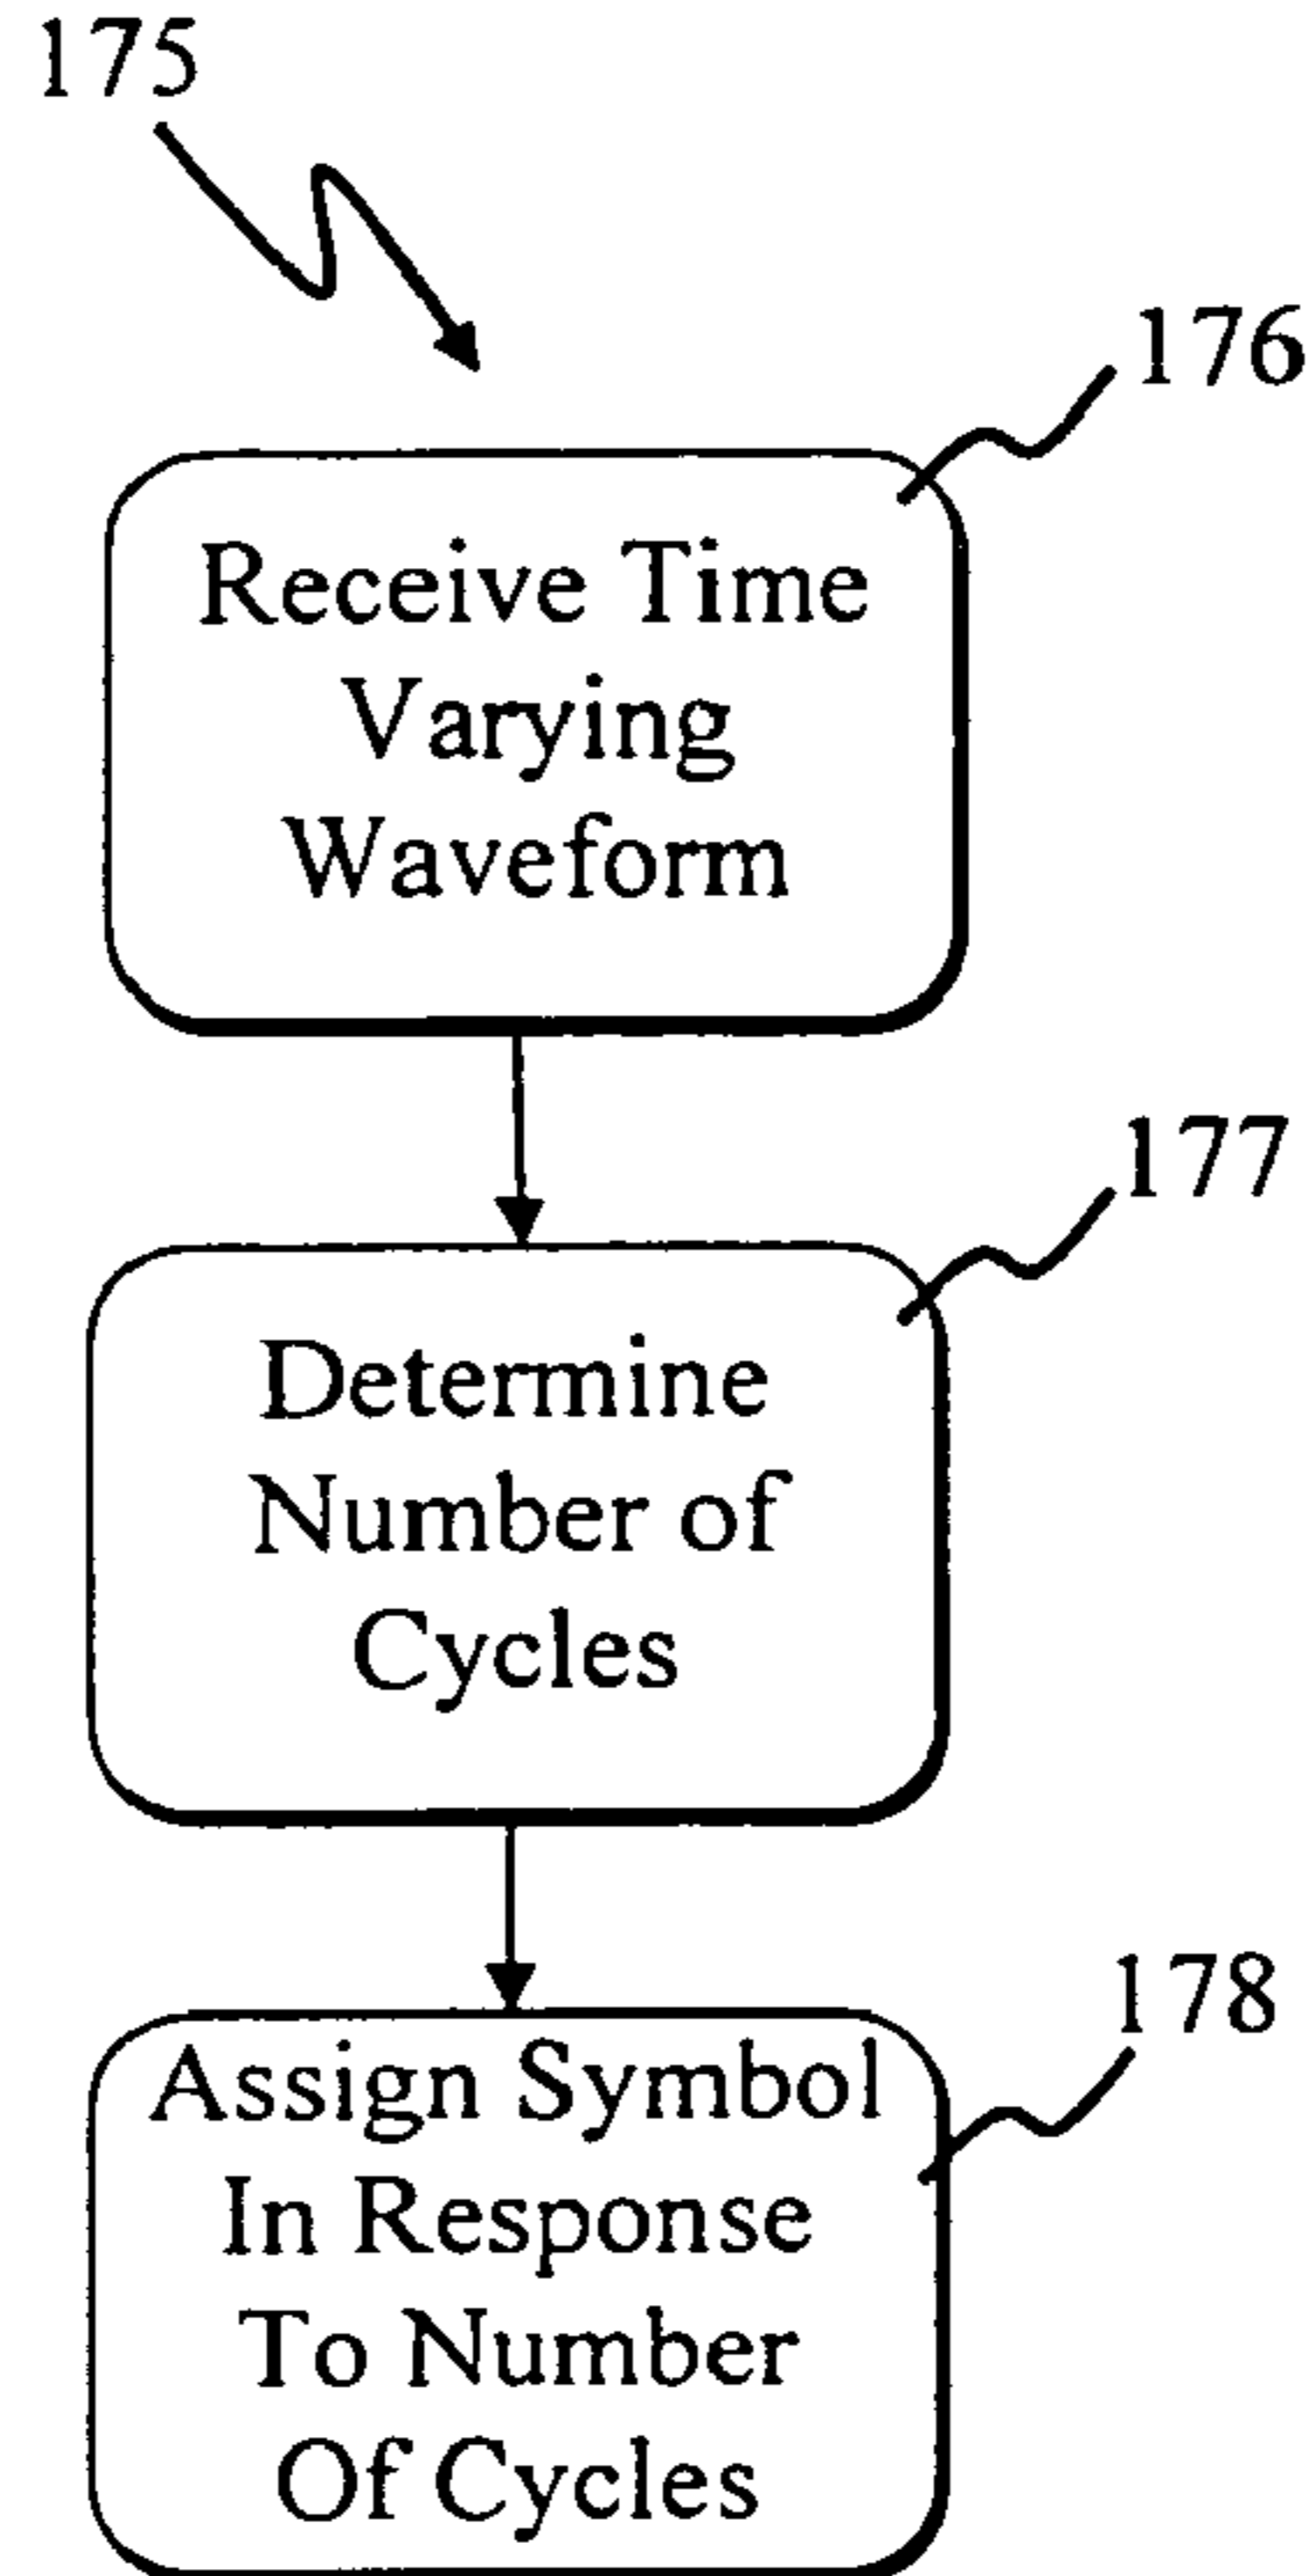 175
176
Receive Time
Varying
Waveform
177
Determine
Number of
Cycles
178
Assign Symbol
In Response
To Number
Of Cycles